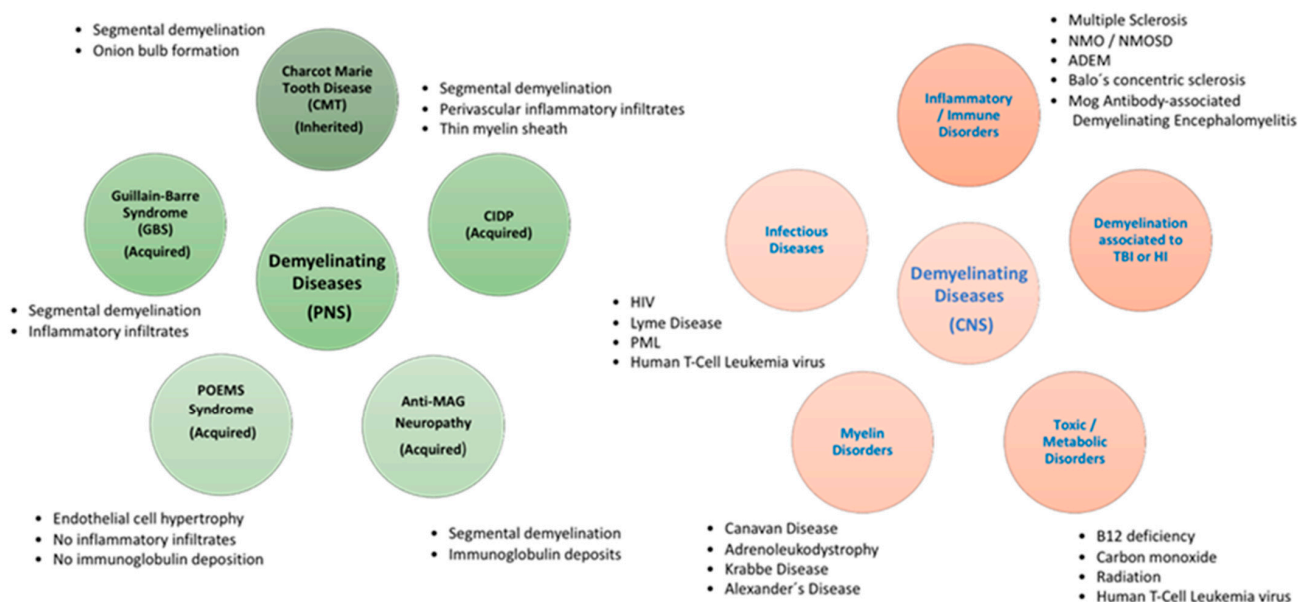 • Segmental demyelination
• Onion bulb formation
Charcot Marie
Tooth Disease
(CMT)
(Inherited)
• Segmental demyelination
• Perivascular inflammatory infiltrates
• Thin myelin sheath
Guillain-Barre
Syndrome
(GBS)
(Acquired)
CIDP
(Acquired)
Demyelinating
Diseases
(PNS)
• Segmental demyelination
• Inflammatory infiltrates
POEMS
Syndrome
(Acquired)
Anti-MAG
Neuropathy
(Acquired)
• Endothelial cell hypertrophy
• No inflammatory infiltrates
• No immunoglobulin deposition
• Segmental demyelination
• Immunoglobulin deposits
• Multiple Sclerosis
• NMO / NMOSD
• ADEM
• Balo´s concentric sclerosis
• Mog Antibody-associated
Demyelinating Encephalomyelitis
Inflammatory
/ Immune
Disorders
Infectious
Diseases
Demyelination
associated to
TBI or HI
Demyelinating
Diseases
(CNS)
• HIV
• Lyme Disease
• PML
• Human T-Cell Leukemia virus
Myelin
Disorders
Toxic /
Metabolic
Disorders
• Canavan Disease
• Adrenoleukodystrophy
• Krabbe Disease
• Alexander´s Disease
• B12 deficiency
• Carbon monoxide
• Radiation
• Human T-Cell Leukemia virus